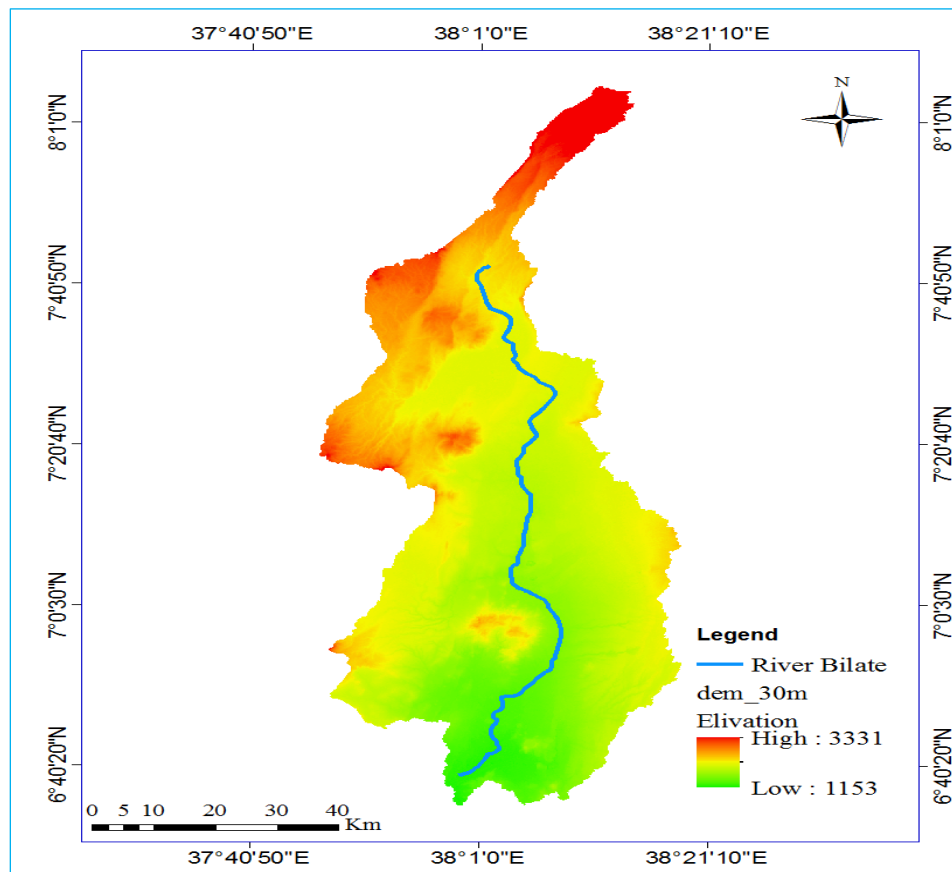 37°40'50"E 38°1'0"E 38°21'10"E
N
8°1'0"N 8°1'0"N
7°40'50"N 7°40'50"N
7°20'40"N 7°20'40"N
7°0'30"N 7°0'30"N
6°40'20"N 6°40'20"N
Legend
River Bilate
dem_30m
Elivation
High : 3331
Low : 1153
0 5 10 20 30 40
Km
37°40'50"E 38°1'0"E 38°21'10"E